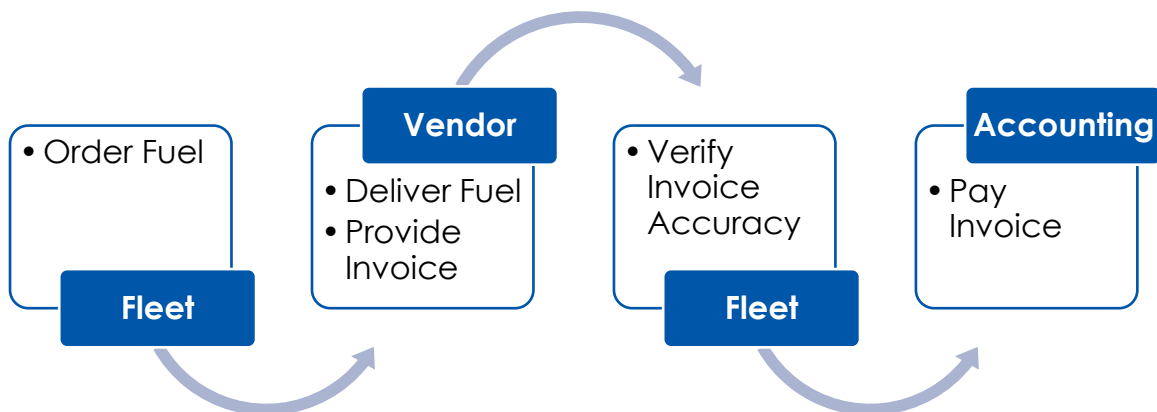 • Order Fuel
Fleet
Vendor
• Deliver Fuel
• Provide
Invoice
• Verify
Invoice
Accuracy
Fleet
Accounting
• Pay
Invoice